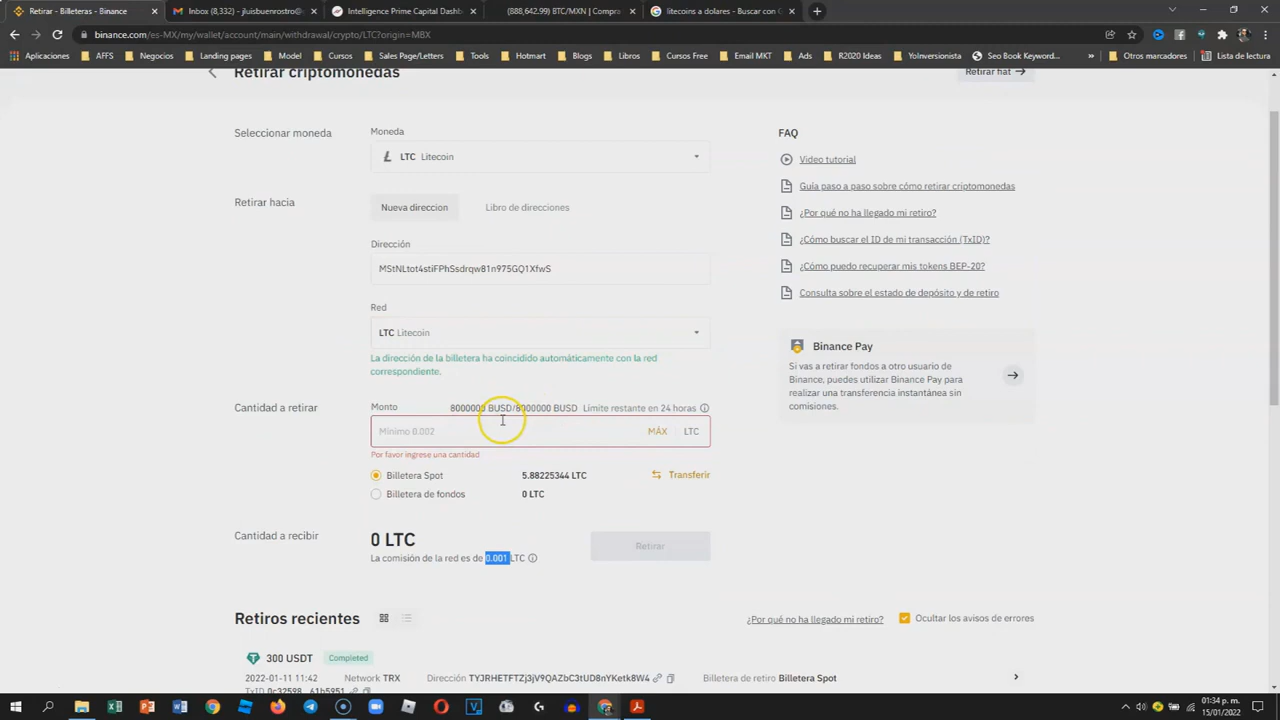 Retirar - Billeteras - Binance
Inbox (8,332) - jluisbuenrostro@
Intelligence Prime Capital Dashb
(888,642.99) BTC/MXN | Compra
litecoins a dolares - Buscar con G
binance.com/es-MX/my/wallet/account/main/withdrawal/crypto/LTC?origin=MBX
Aplicaciones AFFS Negocios Landing pages Model Cursos Sales Page/Letters Tools Hotmart Blogs Libros Cursos Free Email MKT Ads R2020 Ideas YoInversionista Seo Book Keyword... » Otros marcadores Lista de lectura
Retirar criptomonedas
Retirar fiat
Seleccionar moneda
Moneda
LTC Litecoin
Retirar hacia
Nueva direccion
Libro de direcciones
Dirección
MStNLtot4stiFPhSsdrqw81n975GQ1XfwS
Red
LTC Litecoin
La dirección de la billetera ha coincidido automáticamente con la red
correspondiente.
Cantidad a retirar
Monto
8000000 BUSD/8000000 BUSD Límite restante en 24 horas
Mínimo 0.002
MÁX
LTC
Por favor ingrese una cantidad
Billetera Spot
5.88225344 LTC
Transferir
Billetera de fondos
0 LTC
Cantidad a recibir
0 LTC
La comisión de la red es de 0.001 LTC
Retirar
FAQ
Video tutorial
Guía paso a paso sobre cómo retirar criptomonedas
¿Por qué no ha llegado mi retiro?
¿Cómo buscar el ID de mi transacción (TxID)?
¿Cómo puedo recuperar mis tokens BEP-20?
Consulta sobre el estado de depósito y de retiro
Binance Pay
Si vas a retirar fondos a otro usuario de
Binance, puedes utilizar Binance Pay para
realizar una transferencia instantánea sin
comisiones.
Retiros recientes
¿Por qué no ha llegado mi retiro?
Ocultar los avisos de errores
300 USDT
Completed
2022-01-11 11:42
Network TRX
Dirección TYJRHETFTZj3jV9QAZbC3tUD8nYKetk8W4
Billetera de retiro Billetera Spot
TxID 0c32598...61b5951
01:34 p. m.
15/01/2022